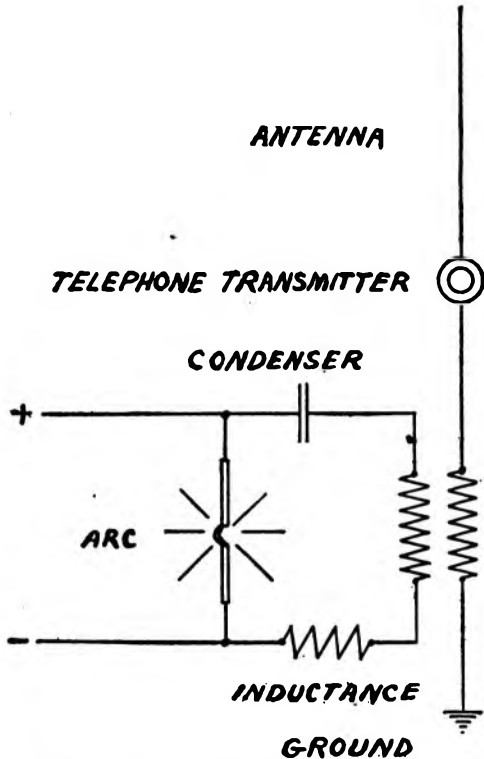 ANTENNA
TELEPHONE TRANSMITTER
CONDENSER
+
ARC
-
INDUCTANCE
GROUND